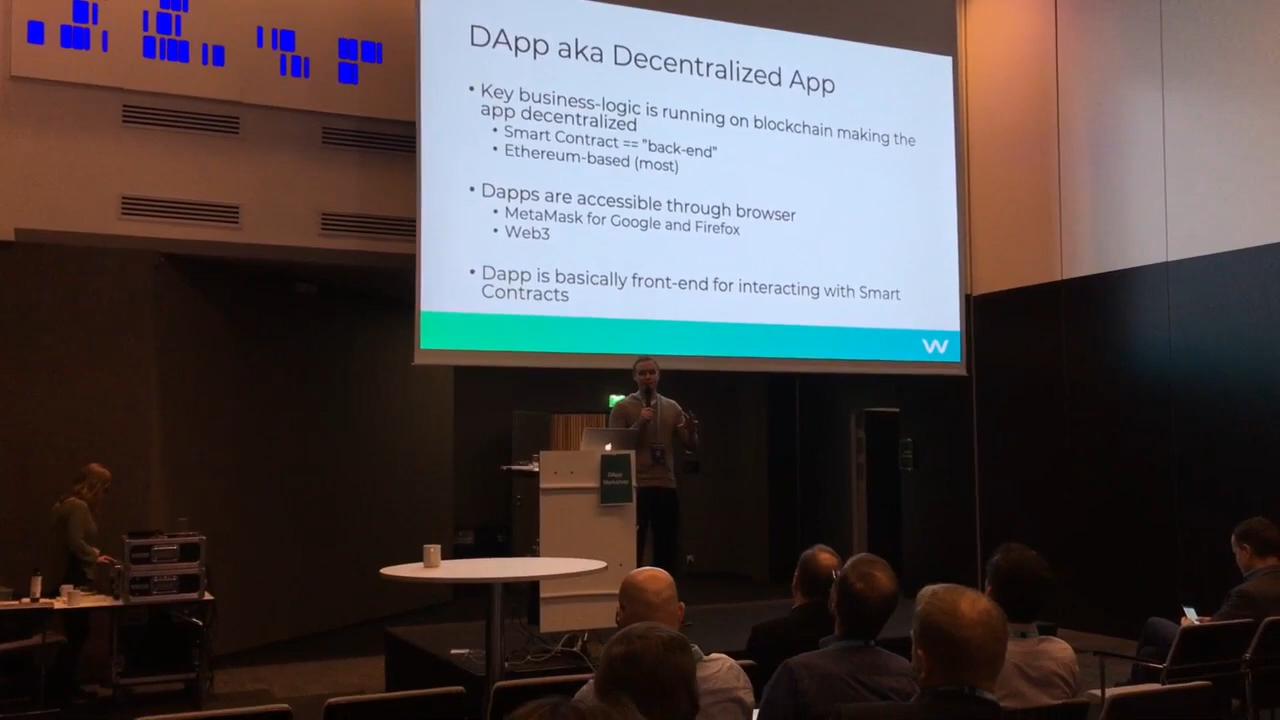 DApp aka Decentralized App
• Key business-logic is running on blockchain making the
app decentralized
• Smart Contract == "back-end"
• Ethereum-based (most)
• Dapps are accessible through browser
• MetaMask for Google and Firefox
• Web3
• Dapp is basically front-end for interacting with Smart
Contracts
W
DApp
Workshop